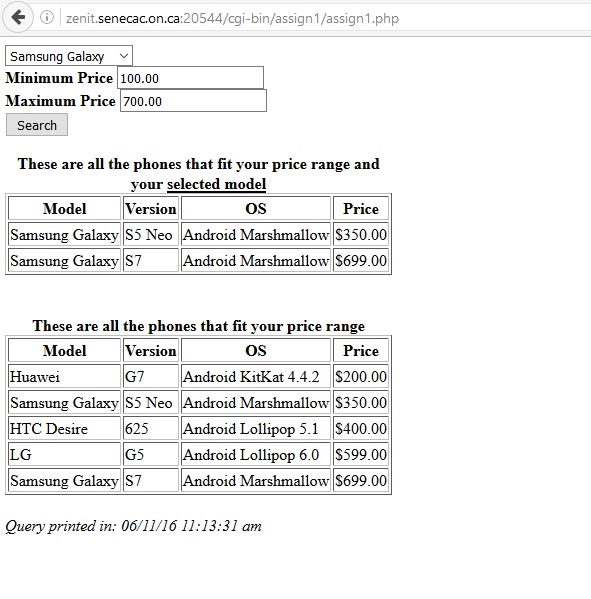 zenit.senecac.on.ca:20544/cgi-bin/assign1/assign1.php
Samsung Galaxy
Minimum Price 100.00
Maximum Price 700.00
Search
These are all the phones that fit your price range and
your selected model
Model Version OS Price
Samsung Galaxy S5 Neo Android Marshmallow $350.00
Samsung Galaxy S7 Android Marshmallow $699.00
These are all the phones that fit your price range
Model Version OS Price
Huawei G7 Android KitKat 4.4.2 $200.00
Samsung Galaxy S5 Neo Android Marshmallow $350.00
HTC Desire 625 Android Lollipop 5.1 $400.00
LG G5 Android Lollipop 6.0 $599.00
Samsung Galaxy S7 Android Marshmallow $699.00
Query printed in: 06/11/16 11:13:31 am